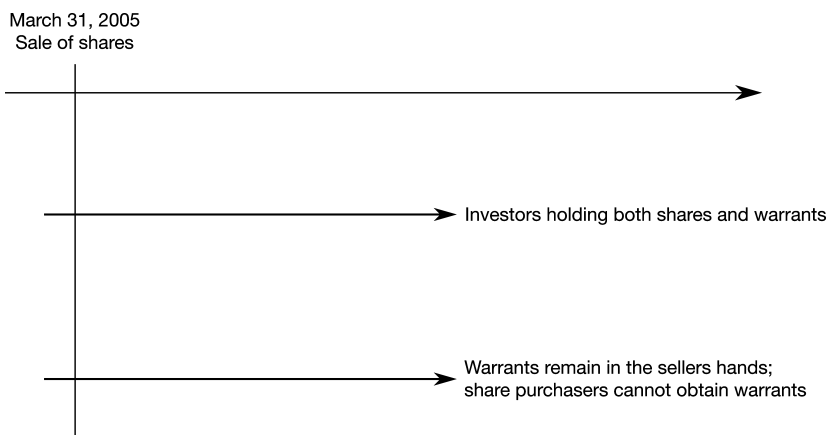 March 31, 2005
Sale of shares
Investors holding both shares and warrants
Warrants remain in the sellers hands;
share purchasers cannot obtain warrants